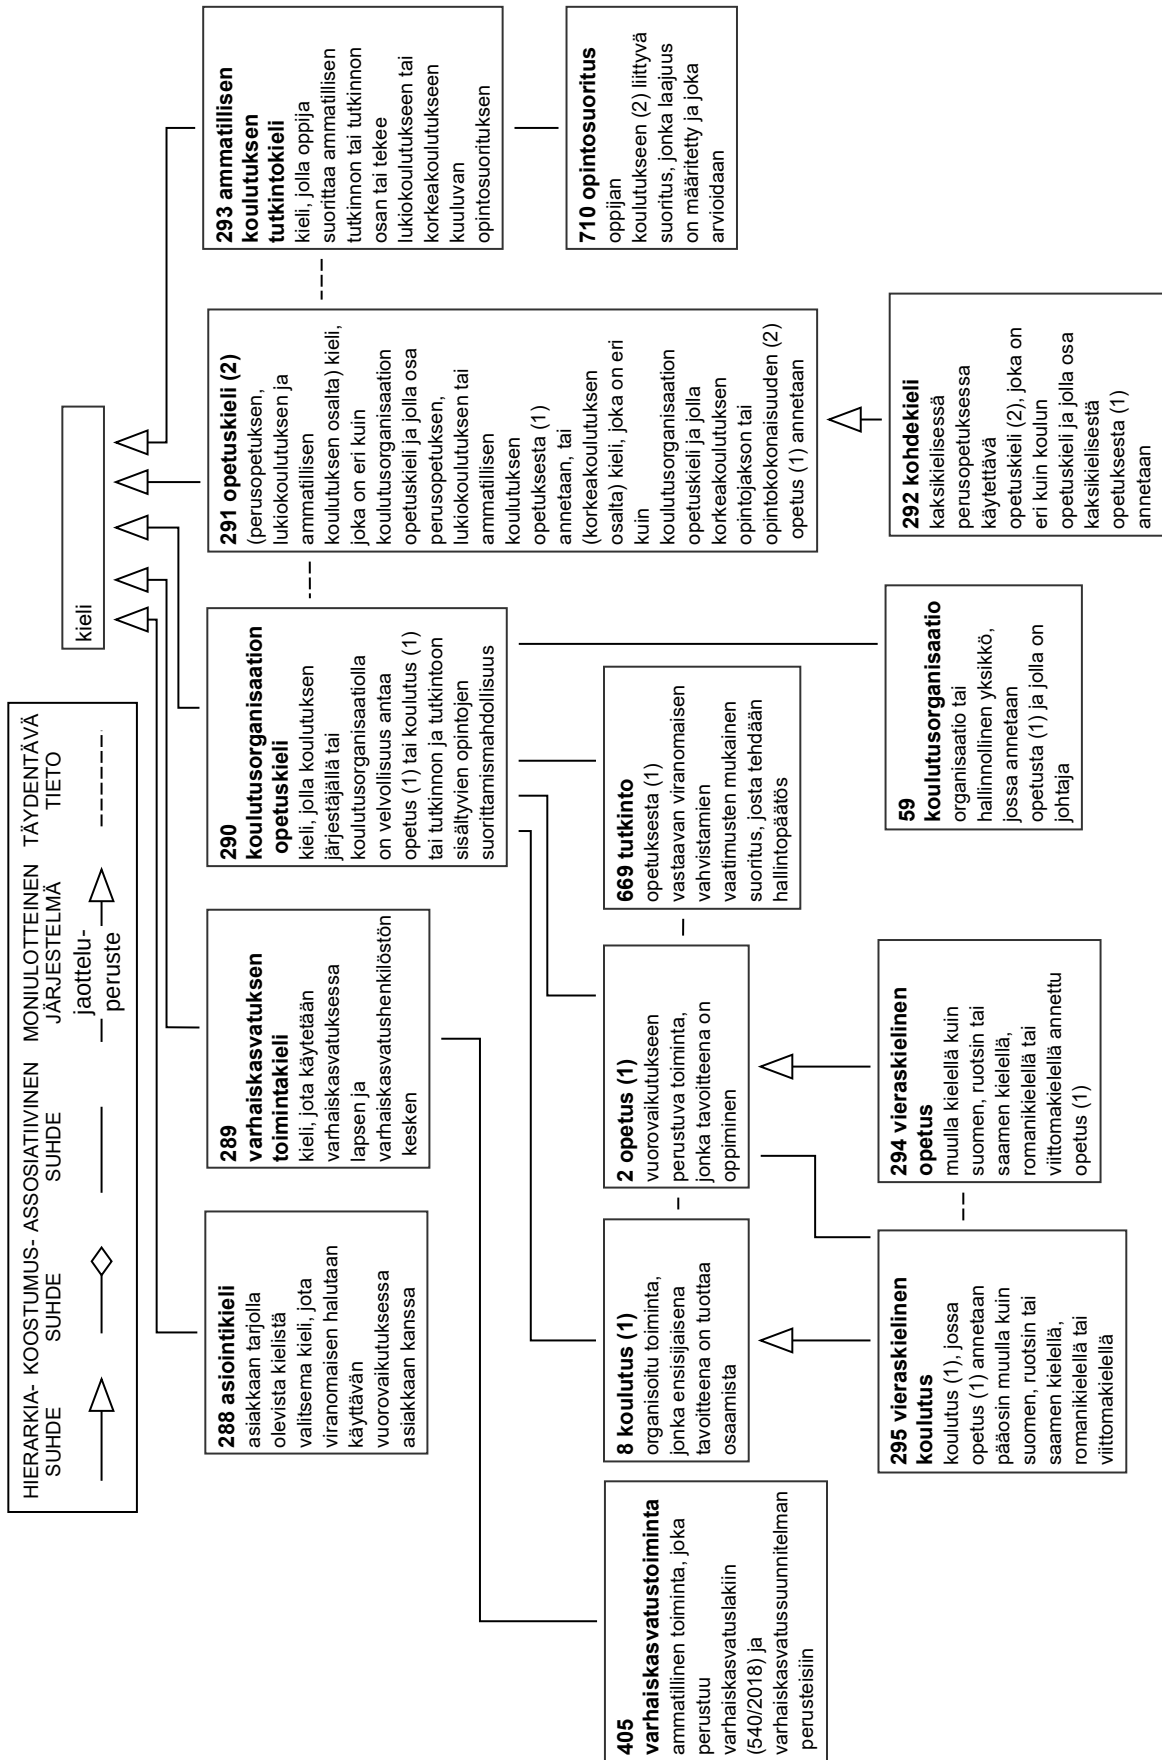 HIERARKIA- KOOSTUMUS- ASSOSIATIIVINEN MONIULOTTEINEN TÄYDENTÄVÄ
SUHDE SUHDE SUHDE JÄRJESTELMÄ TIETO
jaottelu-
peruste
kieli
288 asiointikieli
asiakkaan tarjolla
olevista kielistä
valitsema kieli, jota
viranomaisen halutaan
käyttävän
vuorovaikutuksessa
asiakkaan kanssa
289
varhaiskasvatuksen
toimintakieli
kieli, jota käytetään
varhaiskasvatuksessa
lapsen ja
varhaiskasvatushenkilöstön
kesken
290
koulutusorganisaation
opetuskieli
kieli, jolla koulutuksen
järjestäjällä tai
koulutusorganisaatiolla
on velvollisuus antaa
opetus (1) tai koulutus (1)
tai tutkinnon ja tutkintoon
sisältyvien opintojen
suorittamismahdollisuus
291 opetuskieli (2)
(perusopetuksen,
lukiokoulutuksen ja
ammatillisen
koulutuksen osalta) kieli,
joka on eri kuin
koulutusorganisaation
opetuskieli ja jolla osa
perusopetuksen,
lukiokoulutuksen tai
ammatillisen
koulutuksen
opetuksesta (1)
annetaan, tai
(korkeakoulutuksen
osalta) kieli, joka on eri
kuin
koulutusorganisaation
opetuskieli ja jolla
korkeakoulutuksen
opintojakson tai
opintokokonaisuuden (2)
opetus (1) annetaan
293 ammatillisen
koulutuksen
tutkintokieli
kieli, jolla oppija
suorittaa ammatillisen
tutkinnon tai tutkinnon
osan tai tekee
lukiokoulutukseen tai
korkeakoulutukseen
kuuluvan
opintosuorituksen
405
varhaiskasvatustoiminta
ammatillinen toiminta, joka
perustuu
varhaiskasvatuslakiin
(540/2018) ja
varhaiskasvatussuunnitelman
perusteisiin
8 koulutus (1)
organisoitu toiminta,
jonka ensisijaisena
tavoitteena on tuottaa
osaamista
2 opetus (1)
vuorovaikutukseen
perustuva toiminta,
jonka tavoitteena on
oppiminen
669 tutkinto
opetuksesta (1)
vastaavan viranomaisen
vahvistamien
vaatimusten mukainen
suoritus, josta tehdään
hallintopäätös
710 opintosuoritus
oppijan
koulutukseen (2) liittyvä
suoritus, jonka laajuus
on määritetty ja joka
arvioidaan
295 vieraskielinen
koulutus
koulutus (1), jossa
opetus (1) annetaan
pääosin muulla kuin
suomen, ruotsin tai
saamen kielellä,
romanikielellä tai
viittomakielellä
294 vieraskielinen
opetus
muulla kielellä kuin
suomen, ruotsin tai
saamen kielellä,
romanikielellä tai
viittomakielellä annettu
opetus (1)
59
koulutusorganisaatio
organisaatio tai
hallinnollinen yksikkö,
jossa annetaan
opetusta (1) ja jolla on
johtaja
292 kohdekieli
kaksikielisessä
perusopetuksessa
käytettävä
opetuskieli (2), joka on
eri kuin koulun
opetuskieli ja jolla osa
kaksikielisestä
opetuksesta (1)
annetaan